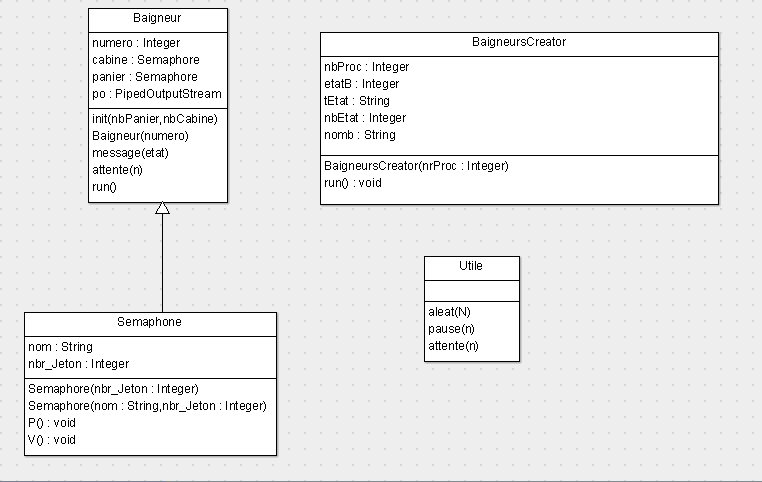 Baigneur
numero : Integer
cabine : Semaphore
panier : Semaphore
po : PipedOutputStream
init(nbPanier,nbCabine)
Baigneur(numero)
message(etat)
attente(n)
run()
BaigneursCreator
nbProc : Integer
etatB : Integer
tEtat : String
nbEtat : Integer
nomb : String
BaigneursCreator(nrProc : Integer)
run() : void
Utile
aleat(N)
pause(n)
attente(n)
Semaphone
nom : String
nbr_Jeton : Integer
Semaphore(nbr_Jeton : Integer)
Semaphore(nom : String,nbr_Jeton : Integer)
P() : void
V() : void